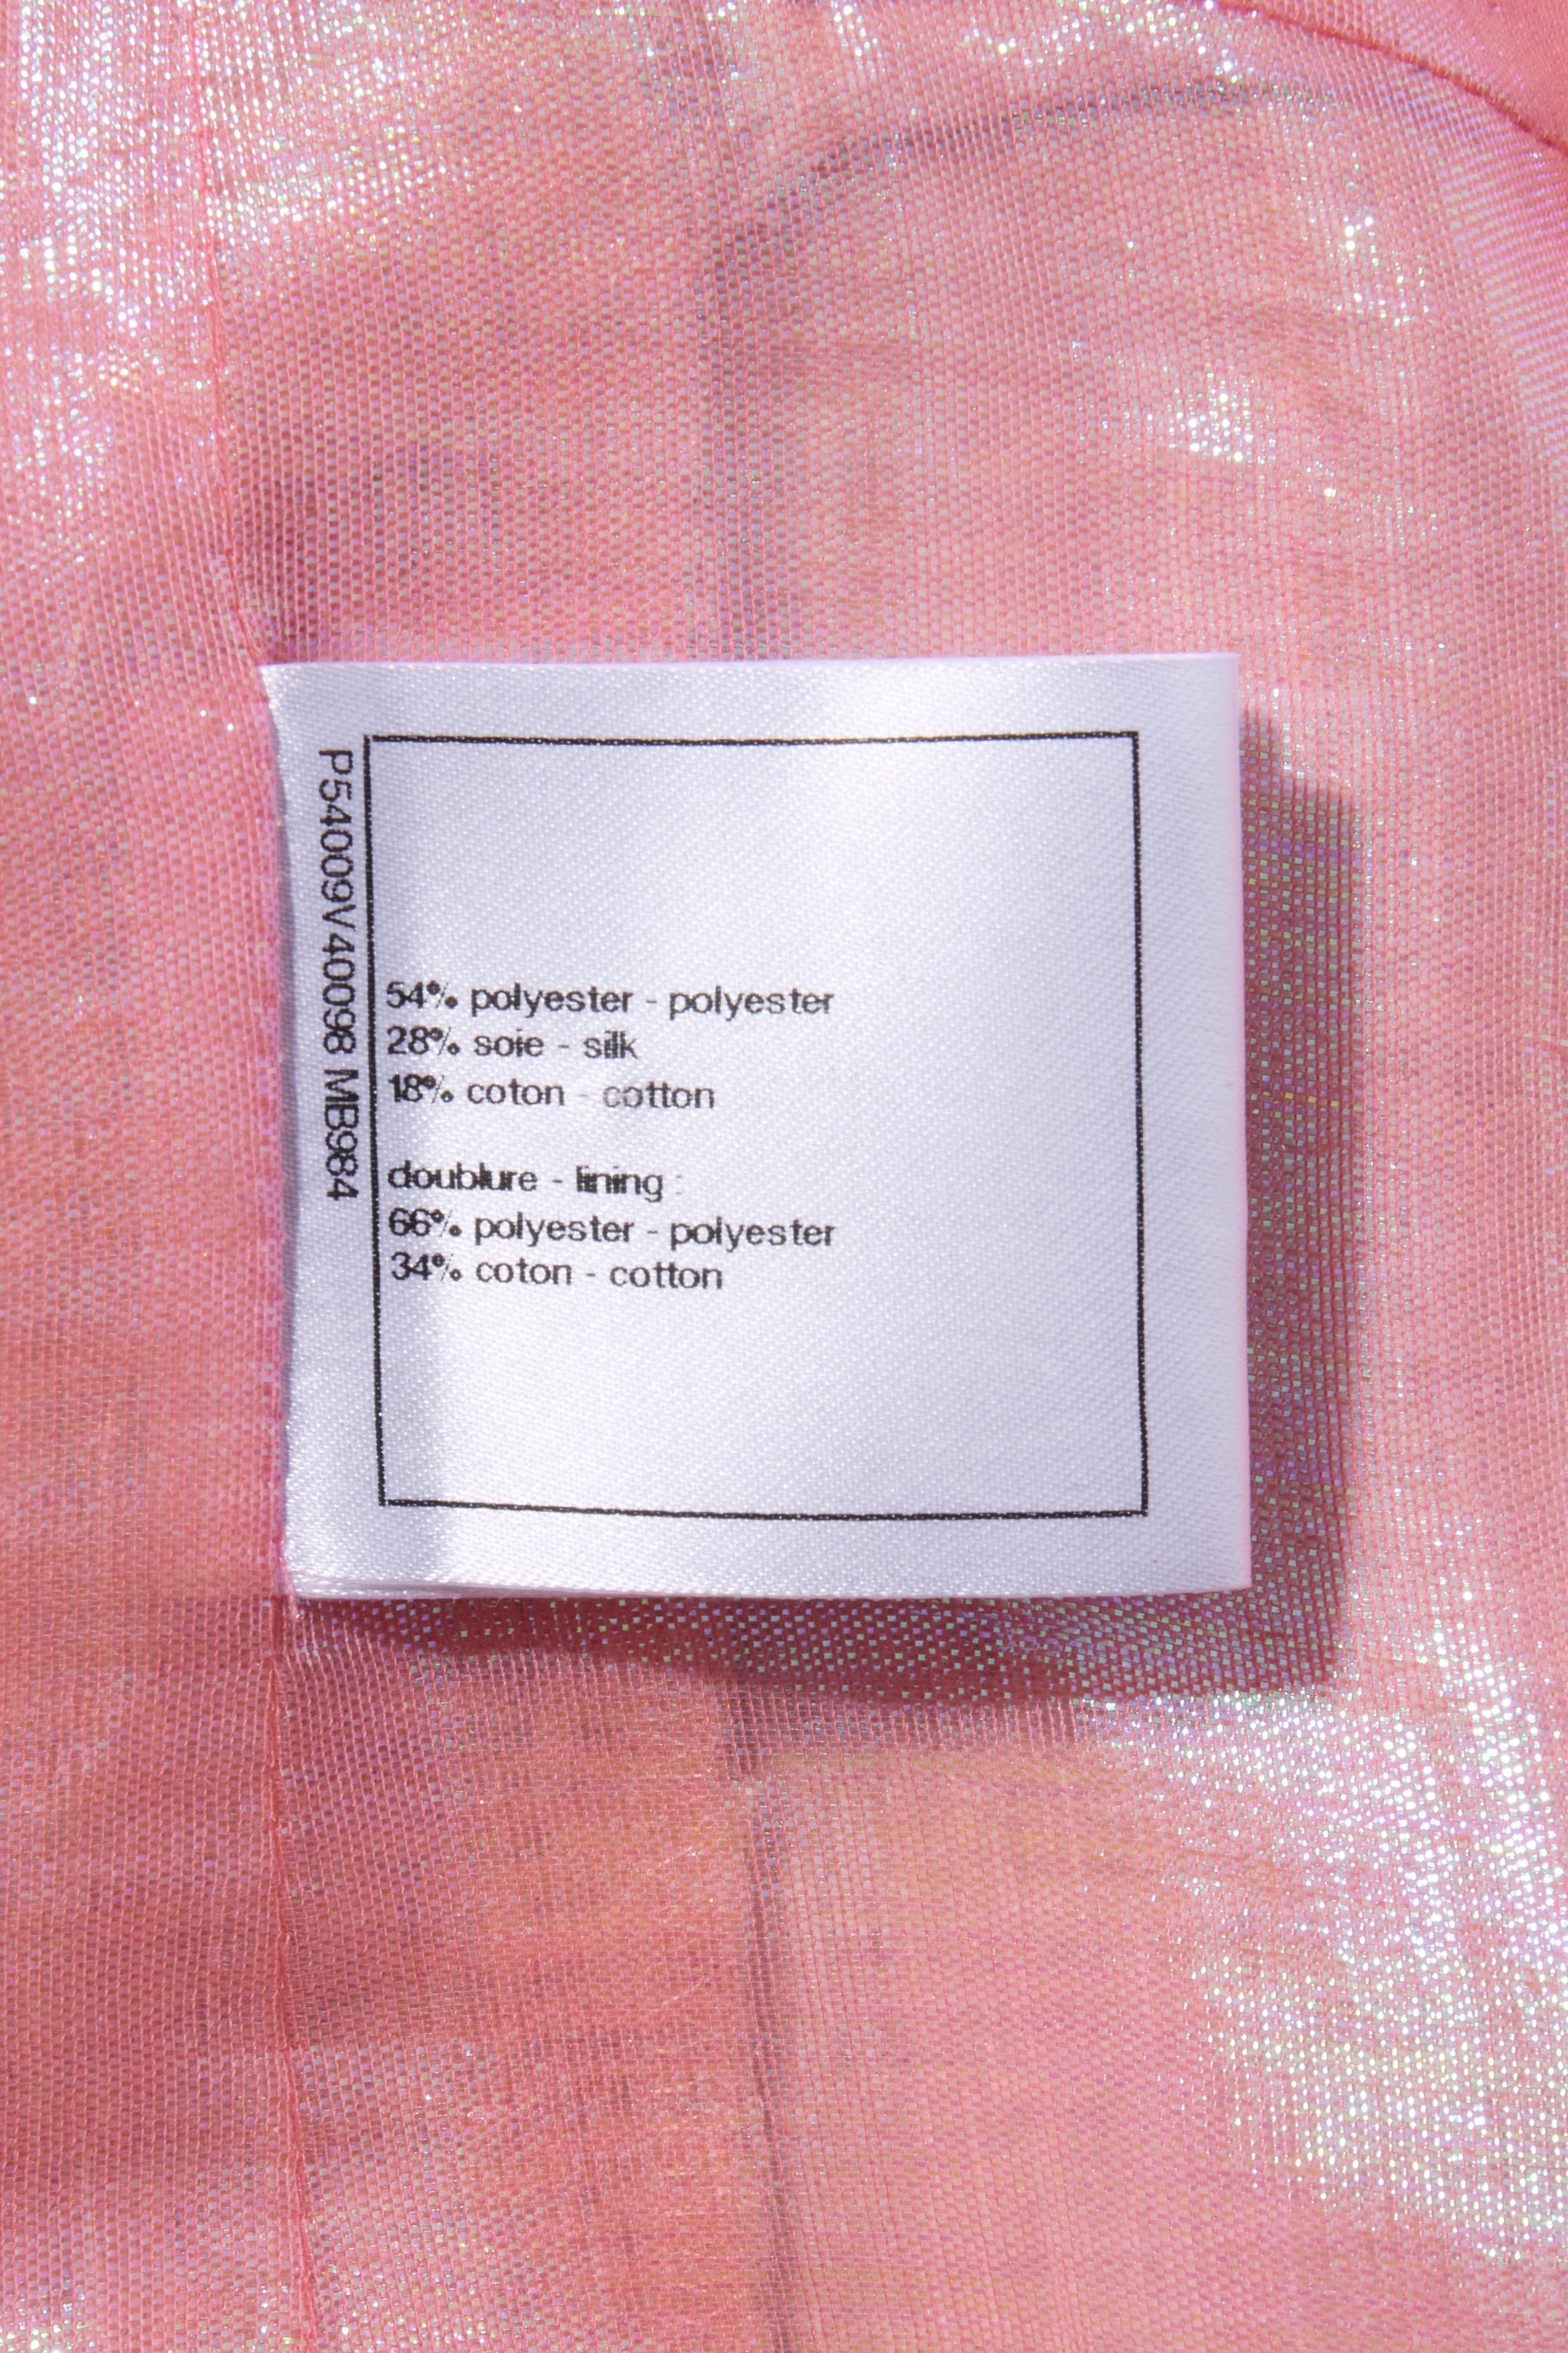 P54009V40098 MB984
54% polyester - polyester
28% soie - silk
18% coton - cotton
doublure - lining :
66% polyester - polyester
34% coton - cotton